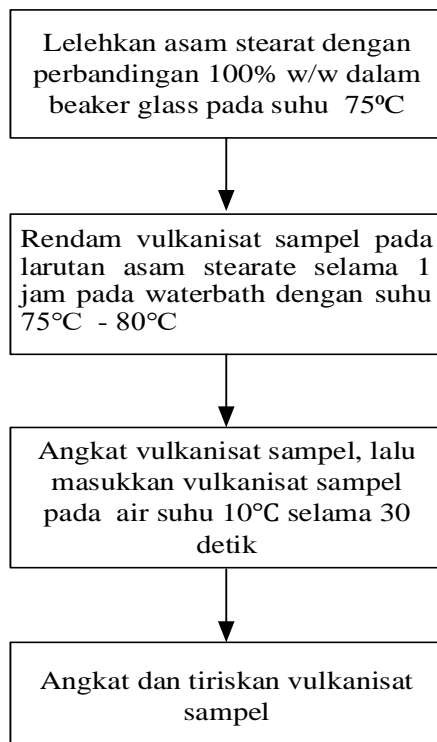 Lelehkan asam stearat dengan
perbandingan 100% w/w dalam
beaker glass pada suhu 75⁰C
Rendam vulkanisat sampel pada
larutan asam stearate selama 1
jam pada waterbath dengan suhu
75°C - 80°C
Angkat vulkanisat sampel, lalu
masukkan vulkanisat sampel
pada air suhu 10°C selama 30
detik
Angkat dan tiriskan vulkanisat
sampel